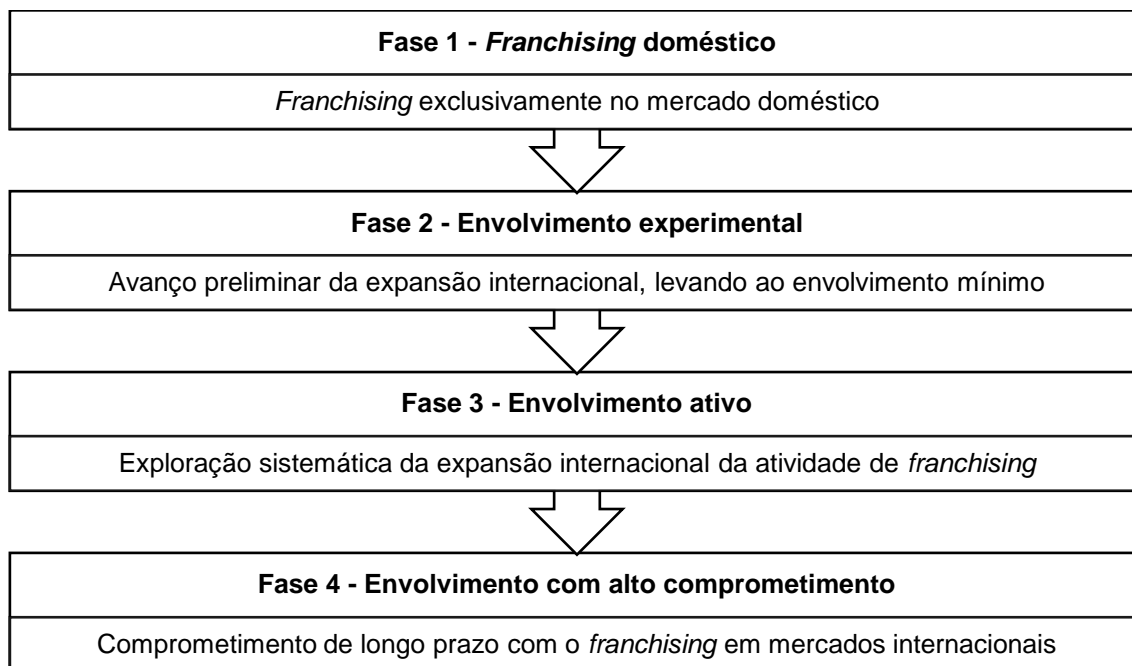 Fase 1 - Franchising doméstico
Franchising exclusivamente no mercado doméstico
Fase 2 - Envolvimento experimental
Avanço preliminar da expansão internacional, levando ao envolvimento mínimo
Fase 3 - Envolvimento ativo
Exploração sistemática da expansão internacional da atividade de franchising
Fase 4 - Envolvimento com alto comprometimento
Comprometimento de longo prazo com o franchising em mercados internacionais